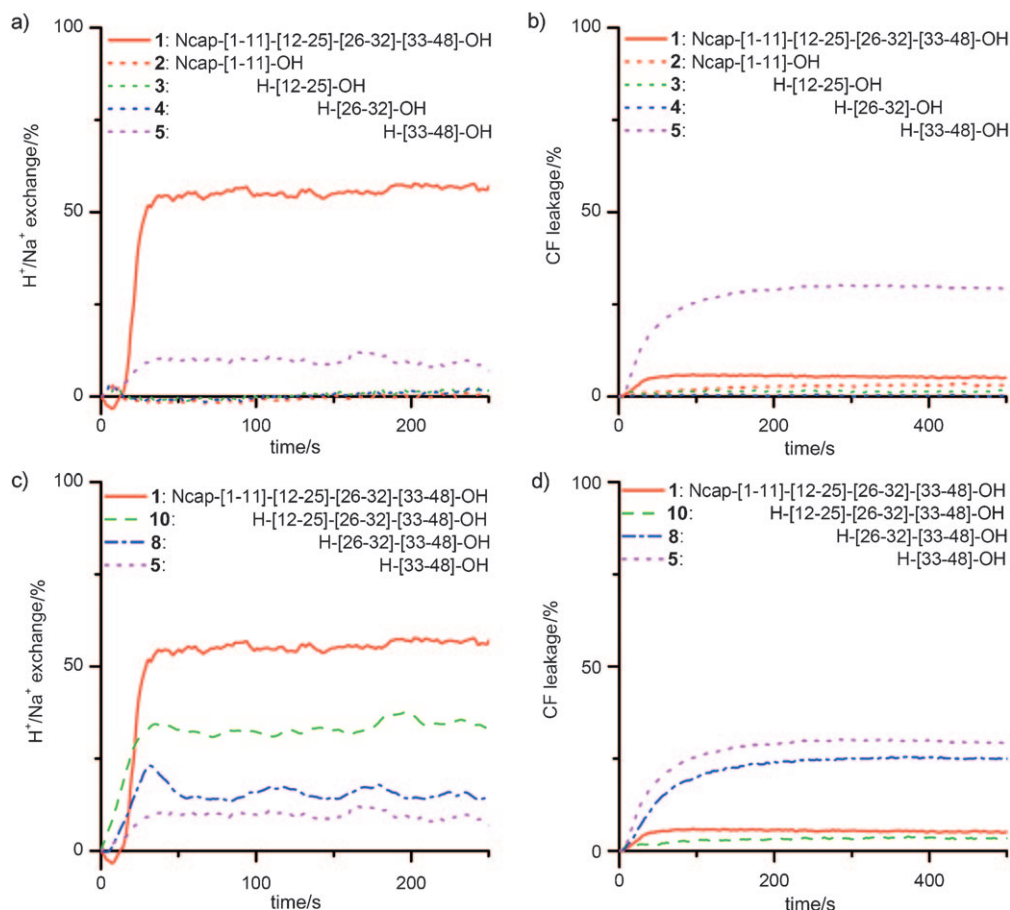 a)
100
1: Ncap-[1-11]-[12-25]-[26-32]-[33-48]-OH
2: Ncap-[1-11]-OH
3: H-[12-25]-OH
4: H-[26-32]-OH
5: H-[33-48]-OH
H⁺/Na⁺ exchange/%
50
0
0
100
200
time/s
b)
100
1: Ncap-[1-11]-[12-25]-[26-32]-[33-48]-OH
2: Ncap-[1-11]-OH
3: H-[12-25]-OH
4: H-[26-32]-OH
5: H-[33-48]-OH
CF leakage/%
50
0
0
200
400
time/s
c)
100
1: Ncap-[1-11]-[12-25]-[26-32]-[33-48]-OH
10: H-[12-25]-[26-32]-[33-48]-OH
8: H-[26-32]-[33-48]-OH
5: H-[33-48]-OH
H⁺/Na⁺ exchange/%
50
0
0
100
200
time/s
d)
100
1: Ncap-[1-11]-[12-25]-[26-32]-[33-48]-OH
10: H-[12-25]-[26-32]-[33-48]-OH
8: H-[26-32]-[33-48]-OH
5: H-[33-48]-OH
CF leakage/%
50
0
0
200
400
time/s